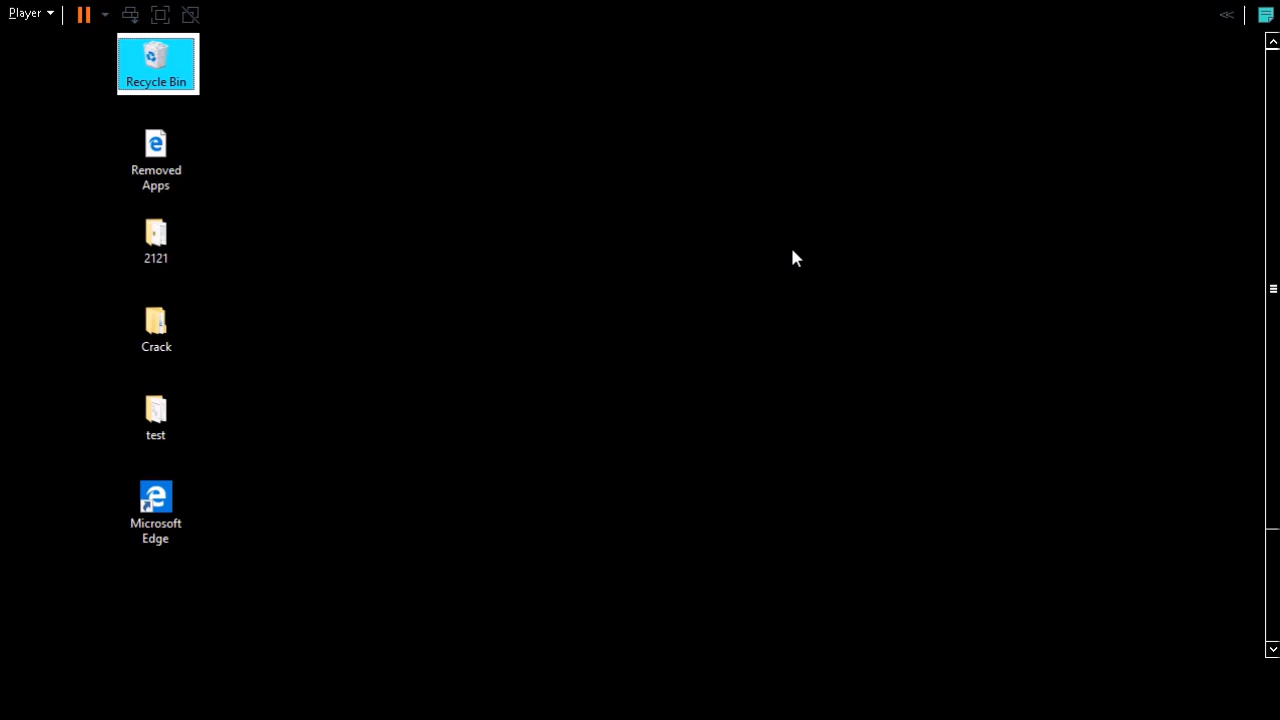 Player
Recycle Bin
Removed
Apps
2121
Crack
test
Microsoft
Edge